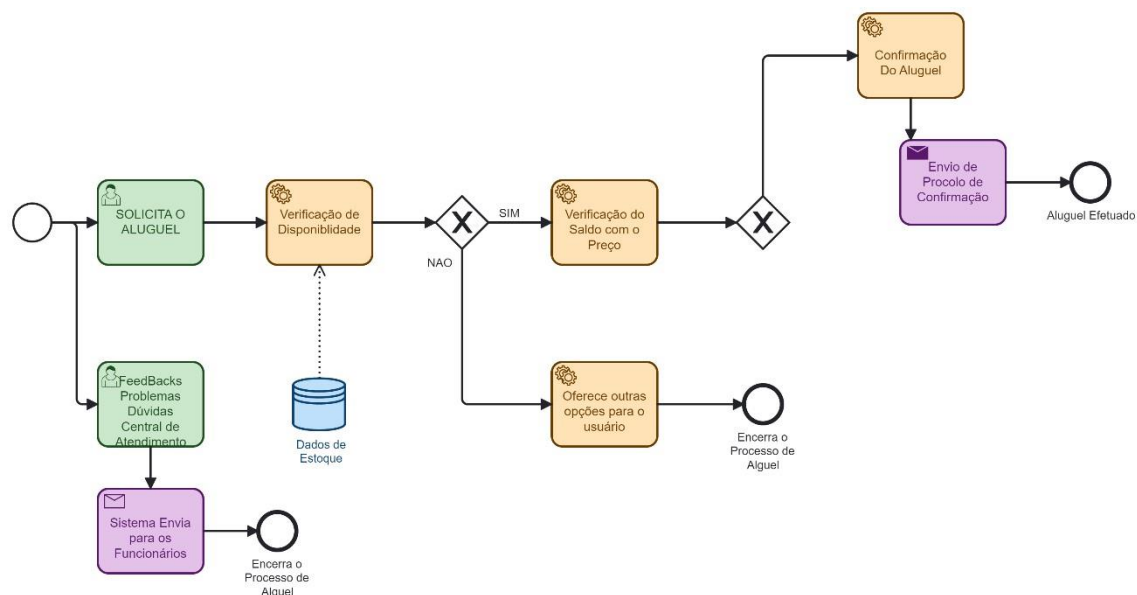 Confirmação
Do Aluguel
Envio de
Procolo de
Confirmação
Aluguel Efetuado
SOLICITA O
ALUGUEL
Verificação de
Disponiblidade
SIM
NAO
Verificação do
Saldo com o
Preço
FeedBacks
Problemas
Dúvidas
Central de
Atendimento
Dados de
Estoque
Oferece outras
opções para o
usuário
Encerra o
Processo de
Alguel
Sistema Envia
para os
Funcionários
Encerra o
Processo de
Alguel